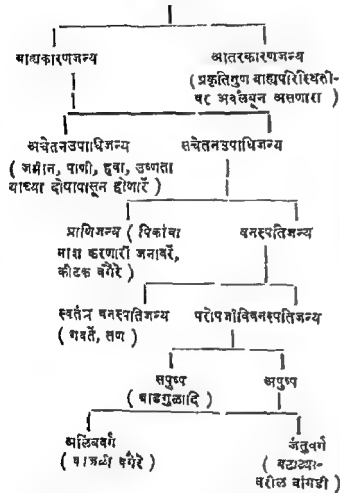 बाह्यकारणजन्य
आंतरकारणजन्य
(प्रकृतिगुण बाह्यपरिस्थिती-
वर अवलंबून असणारा)
अचेतनउपाधिजन्य
(जमीन, पाणी, हवा, उष्णता
याच्या दोषापासून होणारें)
सचेतनउपाधिजन्य
प्राणिजन्य (पिकांचा
नाश करणारीं जनावरें,
कीटक वगैरे)
वनस्पतिजन्य
स्वतंत्र वनस्पतिजन्य
(गवतें, तण)
परोपजीविवनस्पतिजन्य
सपुष्प
(बाडगुळादि)
अपुष्प
अलिंबवर्ग
(काजळी वगैरे)
जंतुवर्ग
(बटाट्या-
वरील बांगडी)